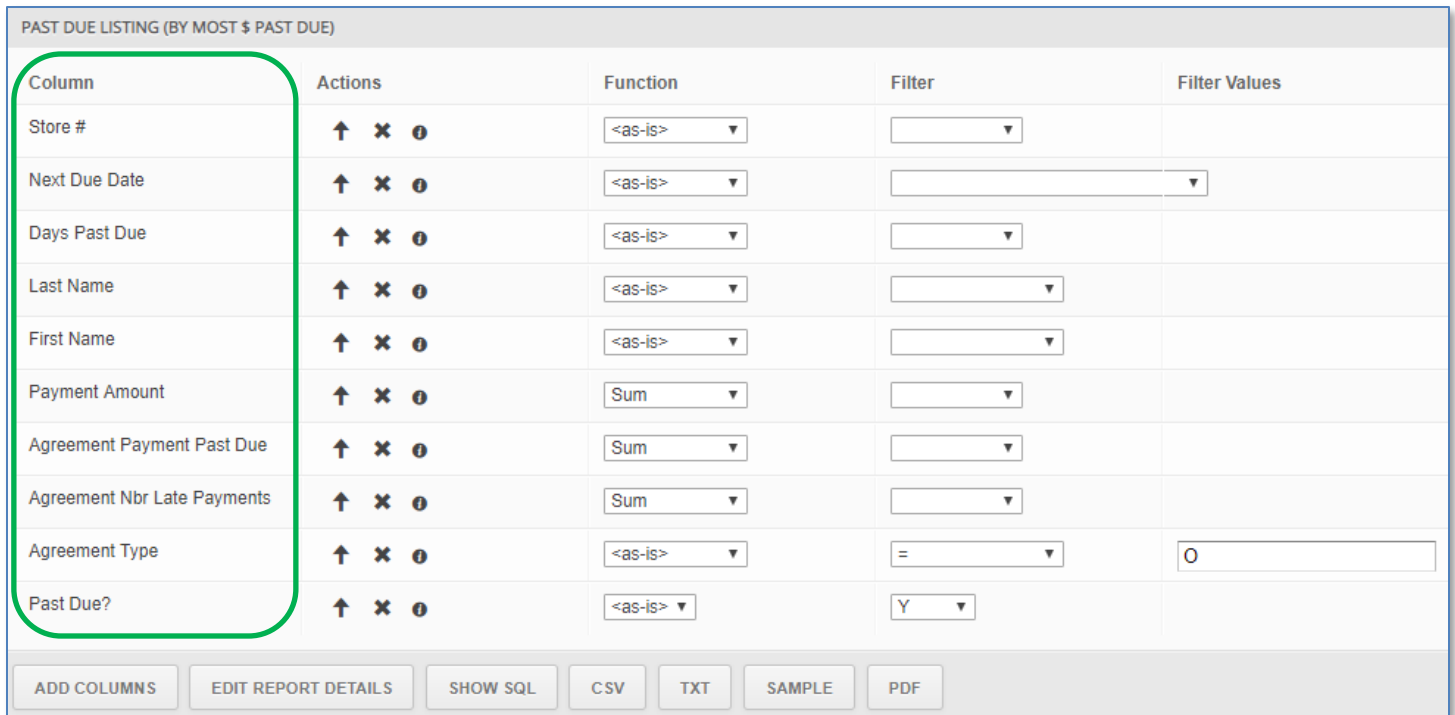 PAST DUE LISTING (BY MOST $ PAST DUE)
Column Actions Function Filter Filter Values
Store # <as-is>
Next Due Date <as-is>
Days Past Due <as-is>
Last Name <as-is>
First Name <as-is>
Payment Amount Sum
Agreement Payment Past Due Sum
Agreement Nbr Late Payments Sum
Agreement Type <as-is> = O
Past Due? <as-is> Y
ADD COLUMNS EDIT REPORT DETAILS SHOW SQL CSV TXT SAMPLE PDF